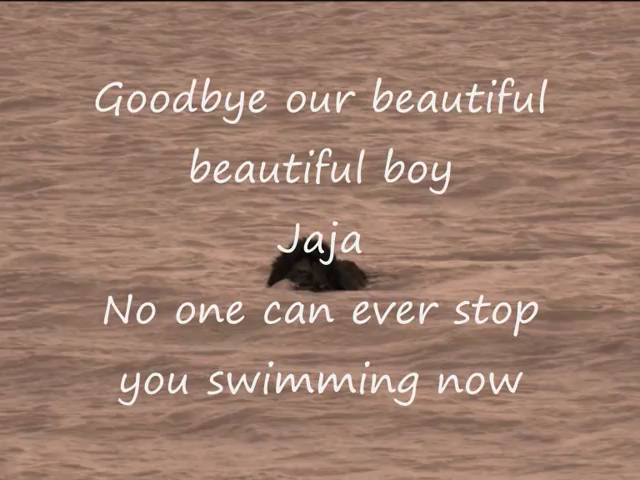 Goodbye our beautiful
beautiful boy
Jaja
No one can ever stop
you swimming now